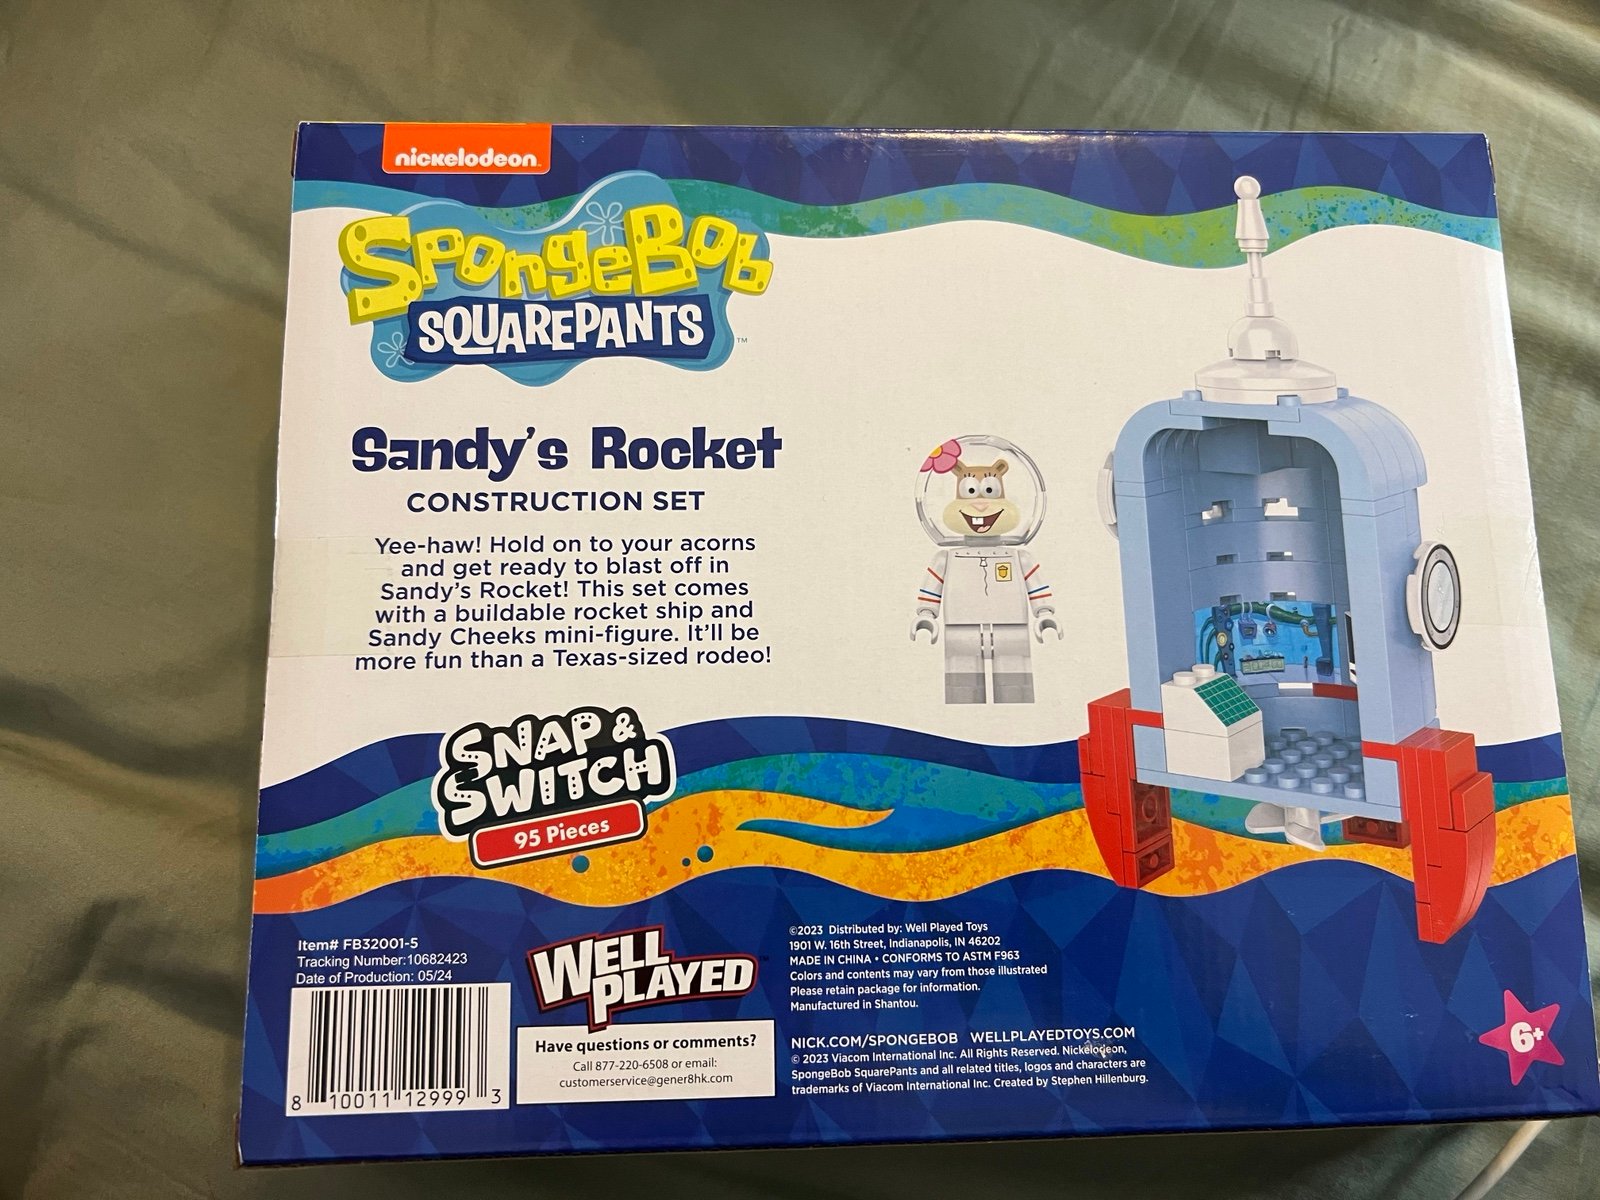 nickelodeon
SpongeBob
SQUAREPANTS™
Sandy's Rocket
CONSTRUCTION SET
Yee-haw! Hold on to your acorns
and get ready to blast off in
Sandy's Rocket! This set comes
with a buildable rocket ship and
Sandy Cheeks mini-figure. It'll be
more fun than a Texas-sized rodeo!
SNAP &
SWITCH
95 Pieces
Item# FB32001-5
Tracking Number:10682423
Date of Production: 05/24
8 10011 12999 3
WELL
PLAYED
Have questions or comments?
Call 877-220-6508 or email:
customerservice@gener8hk.com
©2023 Distributed by: Well Played Toys
1901 W. 16th Street, Indianapolis, IN 46202
MADE IN CHINA • CONFORMS TO ASTM F963
Colors and contents may vary from those illustrated
Please retain package for information.
Manufactured in Shantou.
NICK.COM/SPONGEBOB WELLPLAYEDTOYS.COM
© 2023 Viacom International Inc. All Rights Reserved. Nickelodeon,
SpongeBob SquarePants and all related titles, logos and characters are
trademarks of Viacom International Inc. Created by Stephen Hillenburg.
6+